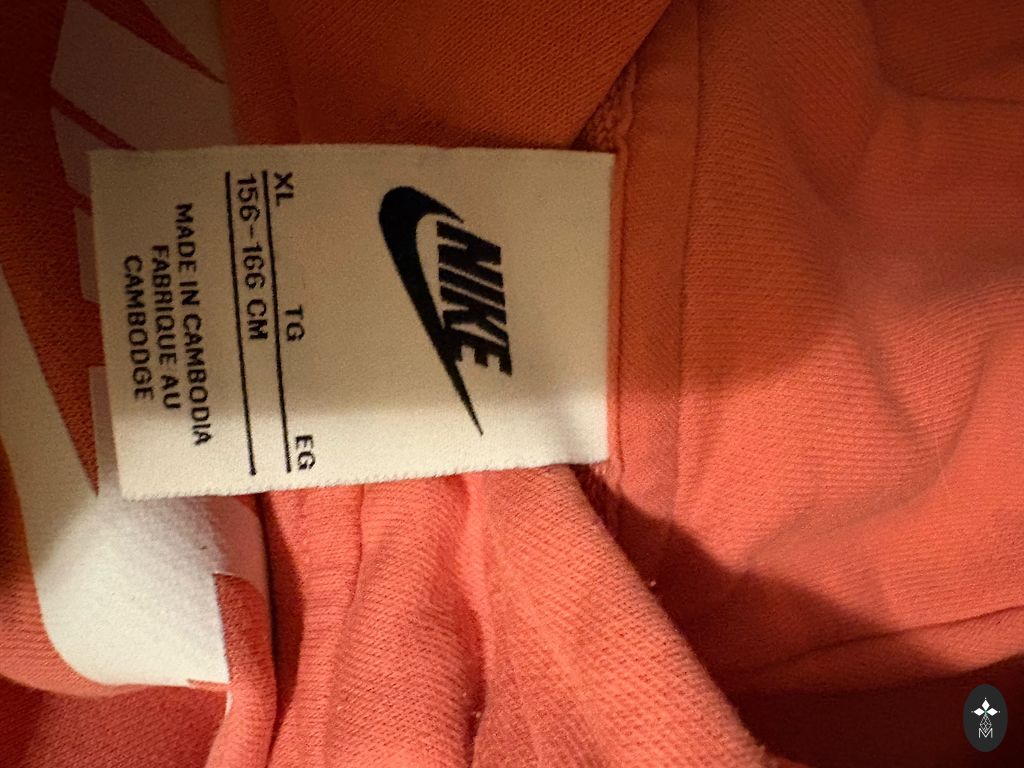 NIKE
XL TG EG
156-166 CM
MADE IN CAMBODIA
FABRIQUE AU
CAMBODGE
M